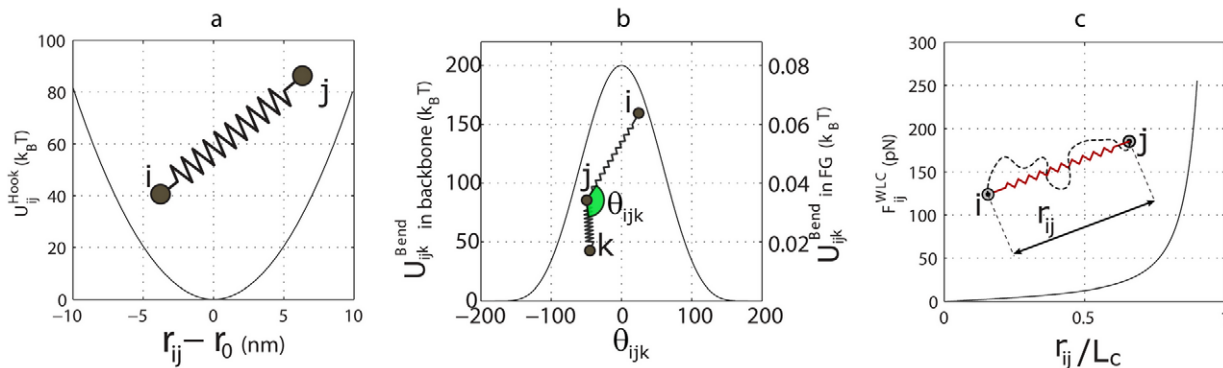 a
U_ij^Hook (k_BT)
100
80
60
40
20
0
−10
−5
0
5
10
r_ij − r_0 (nm)
i
j
b
U_ijk^Bend in backbone (k_BT)
200
150
100
50
0
−200
−100
0
100
200
θ_ijk
i
j
k
θ_ijk
0.08
0.06
0.04
0.02
U_ijk^Bend in FG (k_BT)
c
F_ij^WLC (pN)
300
250
200
150
100
50
0
0
0.5
1
r_ij/L_C
i
j
r_ij